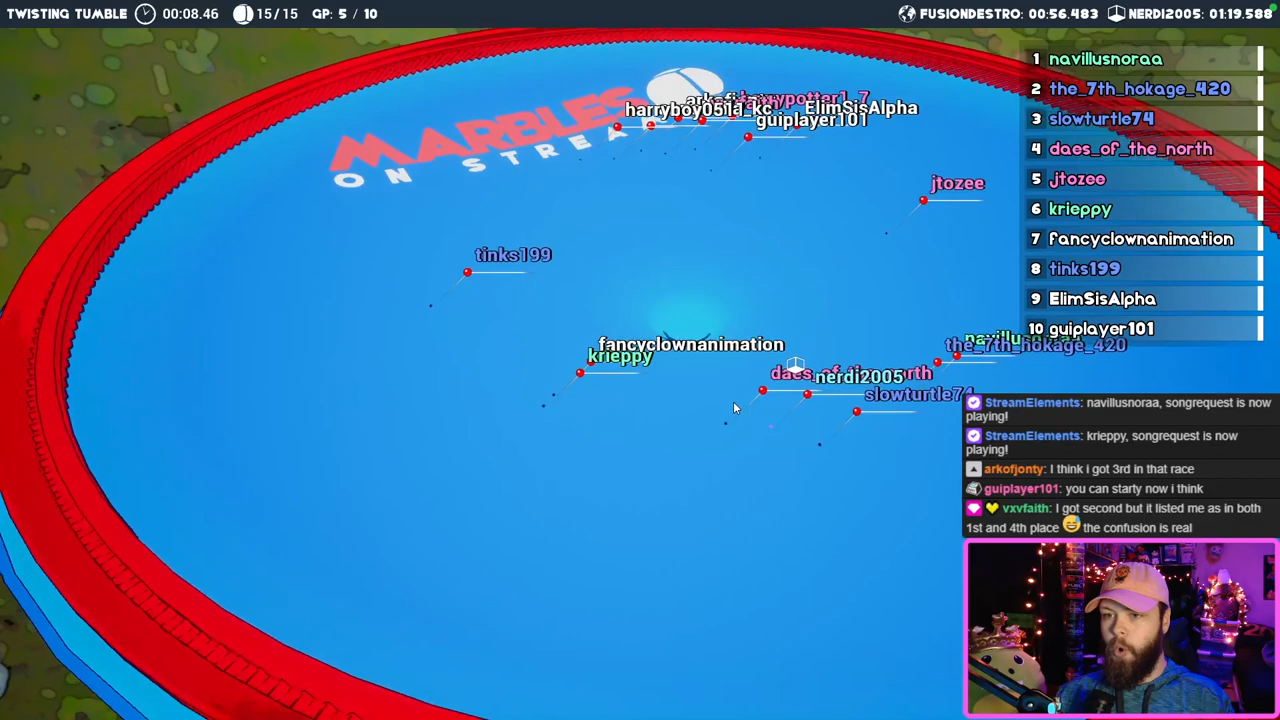 TWISTING TUMBLE 00:08.46 15/15 GP: 5 / 10 FUSIONDESTRO: 00:56.483 NERDI2005: 01:19.588
1 navillusnoraa
2 the_7th_hokage_420
3 slowturtle74
4 daes_of_the_north
5 jtozee
6 krieppy
7 fancyclownanimation
8 tinks199
9 ElimSisAlpha
10 guiplayer101
MARBLES
ON STREA
ElimSisAlpha
guiplayer101
jtozee
tinks199
fancyclownanimation
krieppy
the_7th_hokage_420
nerdi2005
slowturtle74
StreamElements: navillusnoraa, songrequest is now
playing!
StreamElements: krieppy, songrequest is now
playing!
arkofjonty: I think i got 3rd in that race
guiplayer101: you can starty now i think
vxvfaith: I got second but it listed me as in both
1st and 4th place the confusion is real